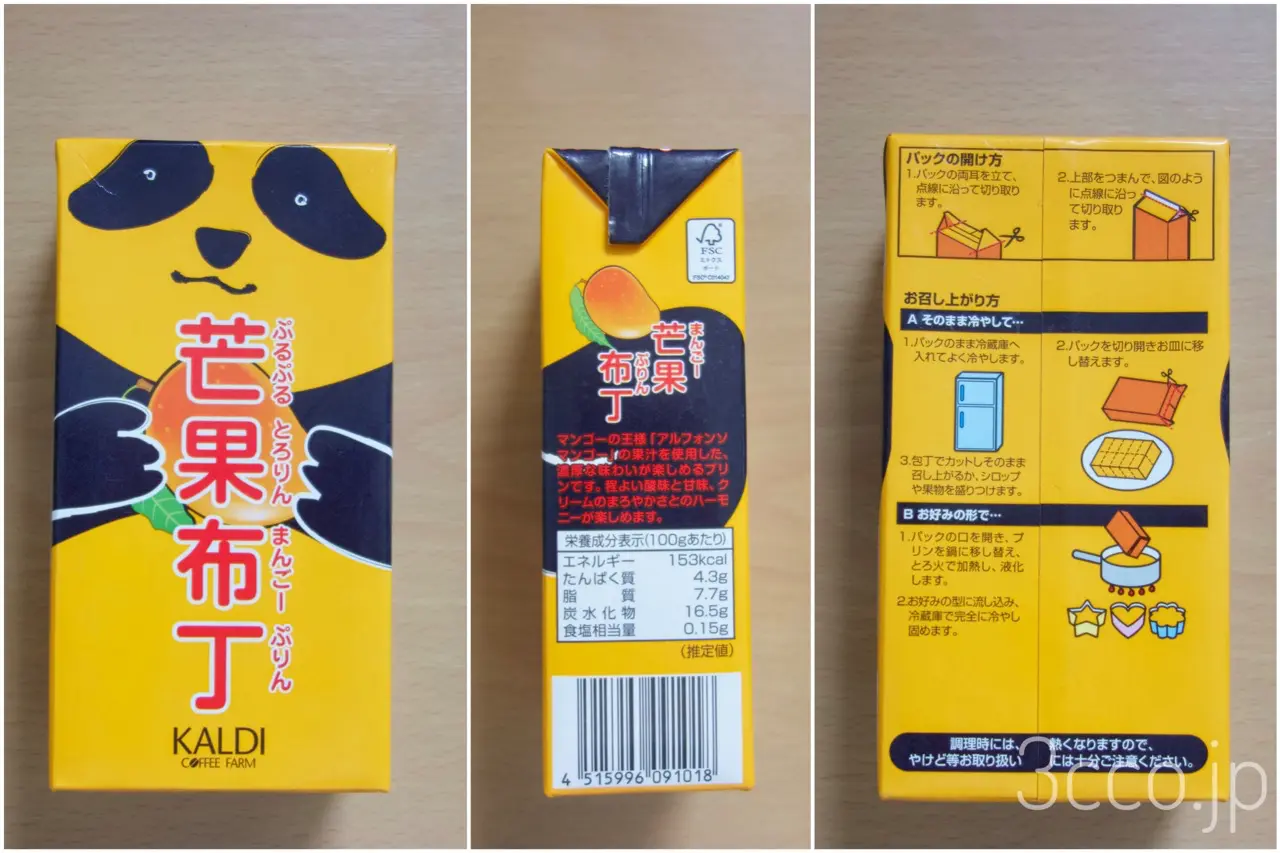 芒果布丁
ぷるぷる とろりん まんごー ぷりん
KALDI
COFFEE FARM
FSC
ミックス
ボード
芒果
まんごー
布丁
ぷりん
マンゴーの王様「アルフォンソ
マンゴー」の果汁を使用した、
濃厚な味わいが楽しめるプリ
ンです。程よい酸味と甘味、ク
リームのまろやかさとのハーモ
ニーが楽しめます。
栄養成分表示(100gあたり)
エネルギー 153kcal
たんぱく質 4.3g
脂質 7.7g
炭水化物 16.5g
食塩相当量 0.15g
(推定値)
4 515996 091018
パックの開け方
1.パックの両耳を立て、
点線に沿って切り取り
ます。
2.上部をつまんで、図のよう
に点線に沿っ
て切り取り
ます。
お召し上がり方
A そのまま冷やして…
1.パックのまま冷蔵庫へ
入れてよく冷やします。
2.パックを切り開きお皿に移
し替えます。
3.包丁でカットしそのまま
召し上がるか、シロップ
や果物を盛りつけます。
B お好みの形で…
1.パックの口を開き、プ
リンを鍋に移し替え、
とろ火で加熱し、液化
します。
2.お好みの型に流し込み、
冷蔵庫で完全に冷やし
固めます。
調理時には、熱くなりますので、
やけど等お取り扱いには十分ご注意ください。
3cco.jp